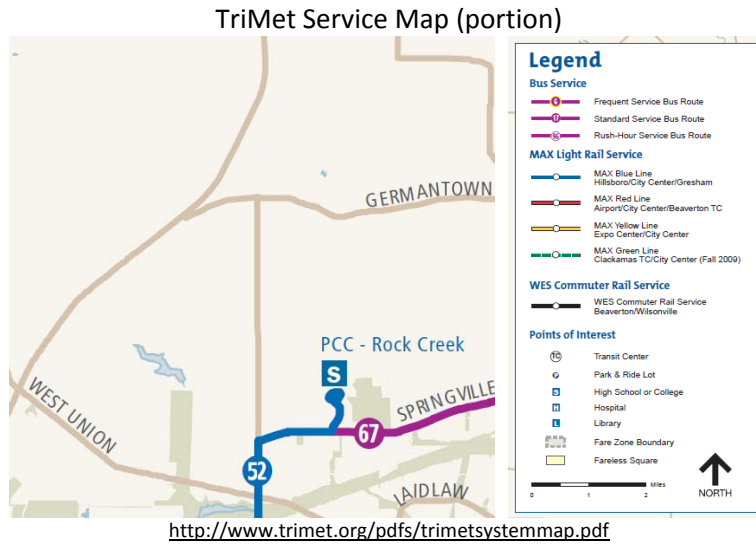 TriMet Service Map (portion)
GERMANTOWN
PCC - Rock Creek
S
SPRINGVILLE
67
WEST UNION
52
LAIDLAW
Legend
Bus Service
6 Frequent Service Bus Route
17 Standard Service Bus Route
96 Rush-Hour Service Bus Route
MAX Light Rail Service
MAX Blue Line
Hillsboro/City Center/Gresham
MAX Red Line
Airport/City Center/Beaverton TC
MAX Yellow Line
Expo Center/City Center
MAX Green Line
Clackamas TC/City Center (Fall 2009)
WES Commuter Rail Service
WES Commuter Rail Service
Beaverton/Wilsonville
Points of Interest
TC Transit Center
P Park & Ride Lot
S High School or College
H Hospital
L Library
Fare Zone Boundary
Fareless Square
Miles
0 1 2
NORTH
http://www.trimet.org/pdfs/trimetsystemmap.pdf